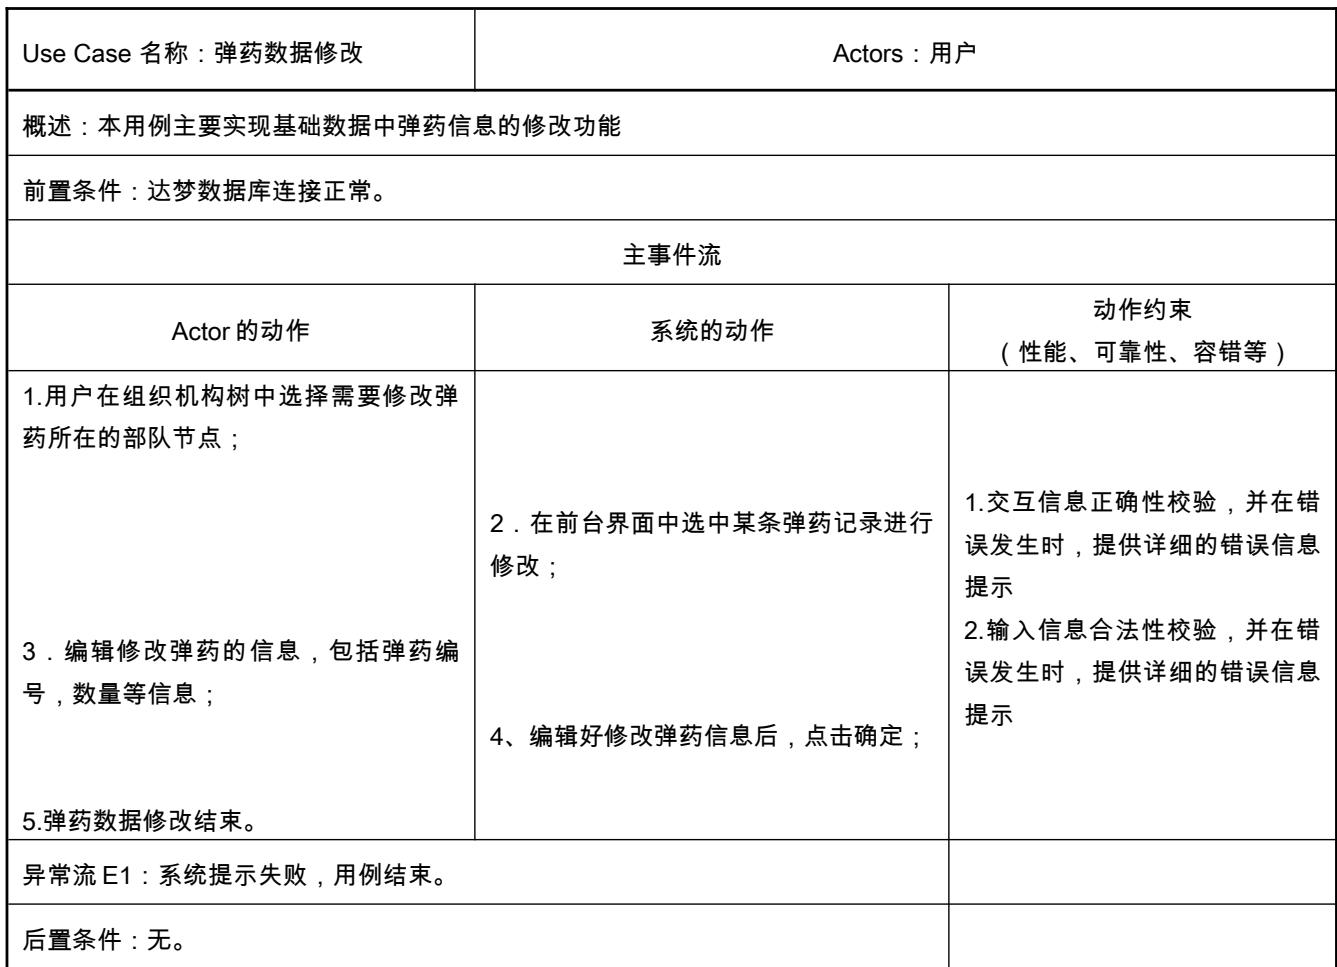 Use Case 名称：弹药数据修改
Actors：用户
概述：本用例主要实现基础数据中弹药信息的修改功能
前置条件：达梦数据库连接正常。
主事件流
Actor 的动作
系统的动作
动作约束
（性能、可靠性、容错等）
1.用户在组织机构树中选择需要修改弹
药所在的部队节点；
2．在前台界面中选中某条弹药记录进行
修改；
3．编辑修改弹药的信息，包括弹药编
号，数量等信息；
4、编辑好修改弹药信息后，点击确定；
5.弹药数据修改结束。
1.交互信息正确性校验，并在错
误发生时，提供详细的错误信息
提示
2.输入信息合法性校验，并在错
误发生时，提供详细的错误信息
提示
异常流 E1：系统提示失败，用例结束。
后置条件：无。